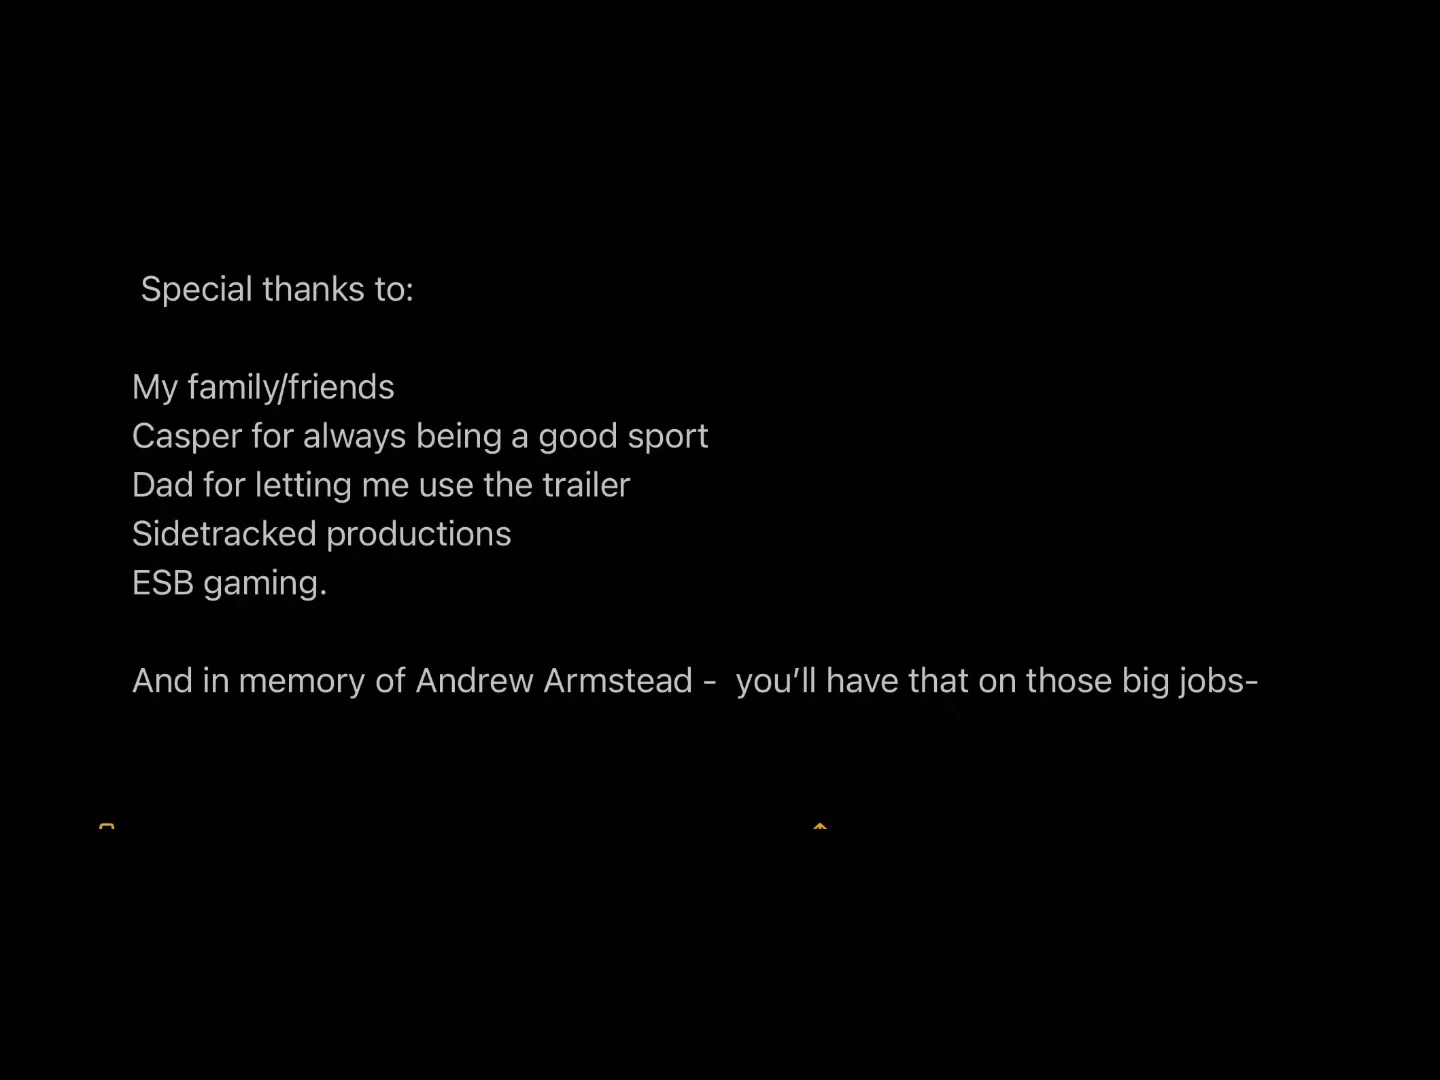 Special thanks to:
My family/friends
Casper for always being a good sport
Dad for letting me use the trailer
Sidetracked productions
ESB gaming.
And in memory of Andrew Armstead -  you’ll have that on those big jobs-